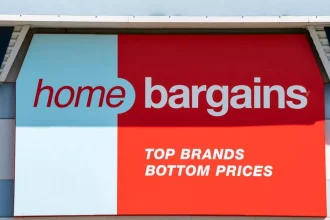 home bargains
TOP BRANDS
BOTTOM PRICES